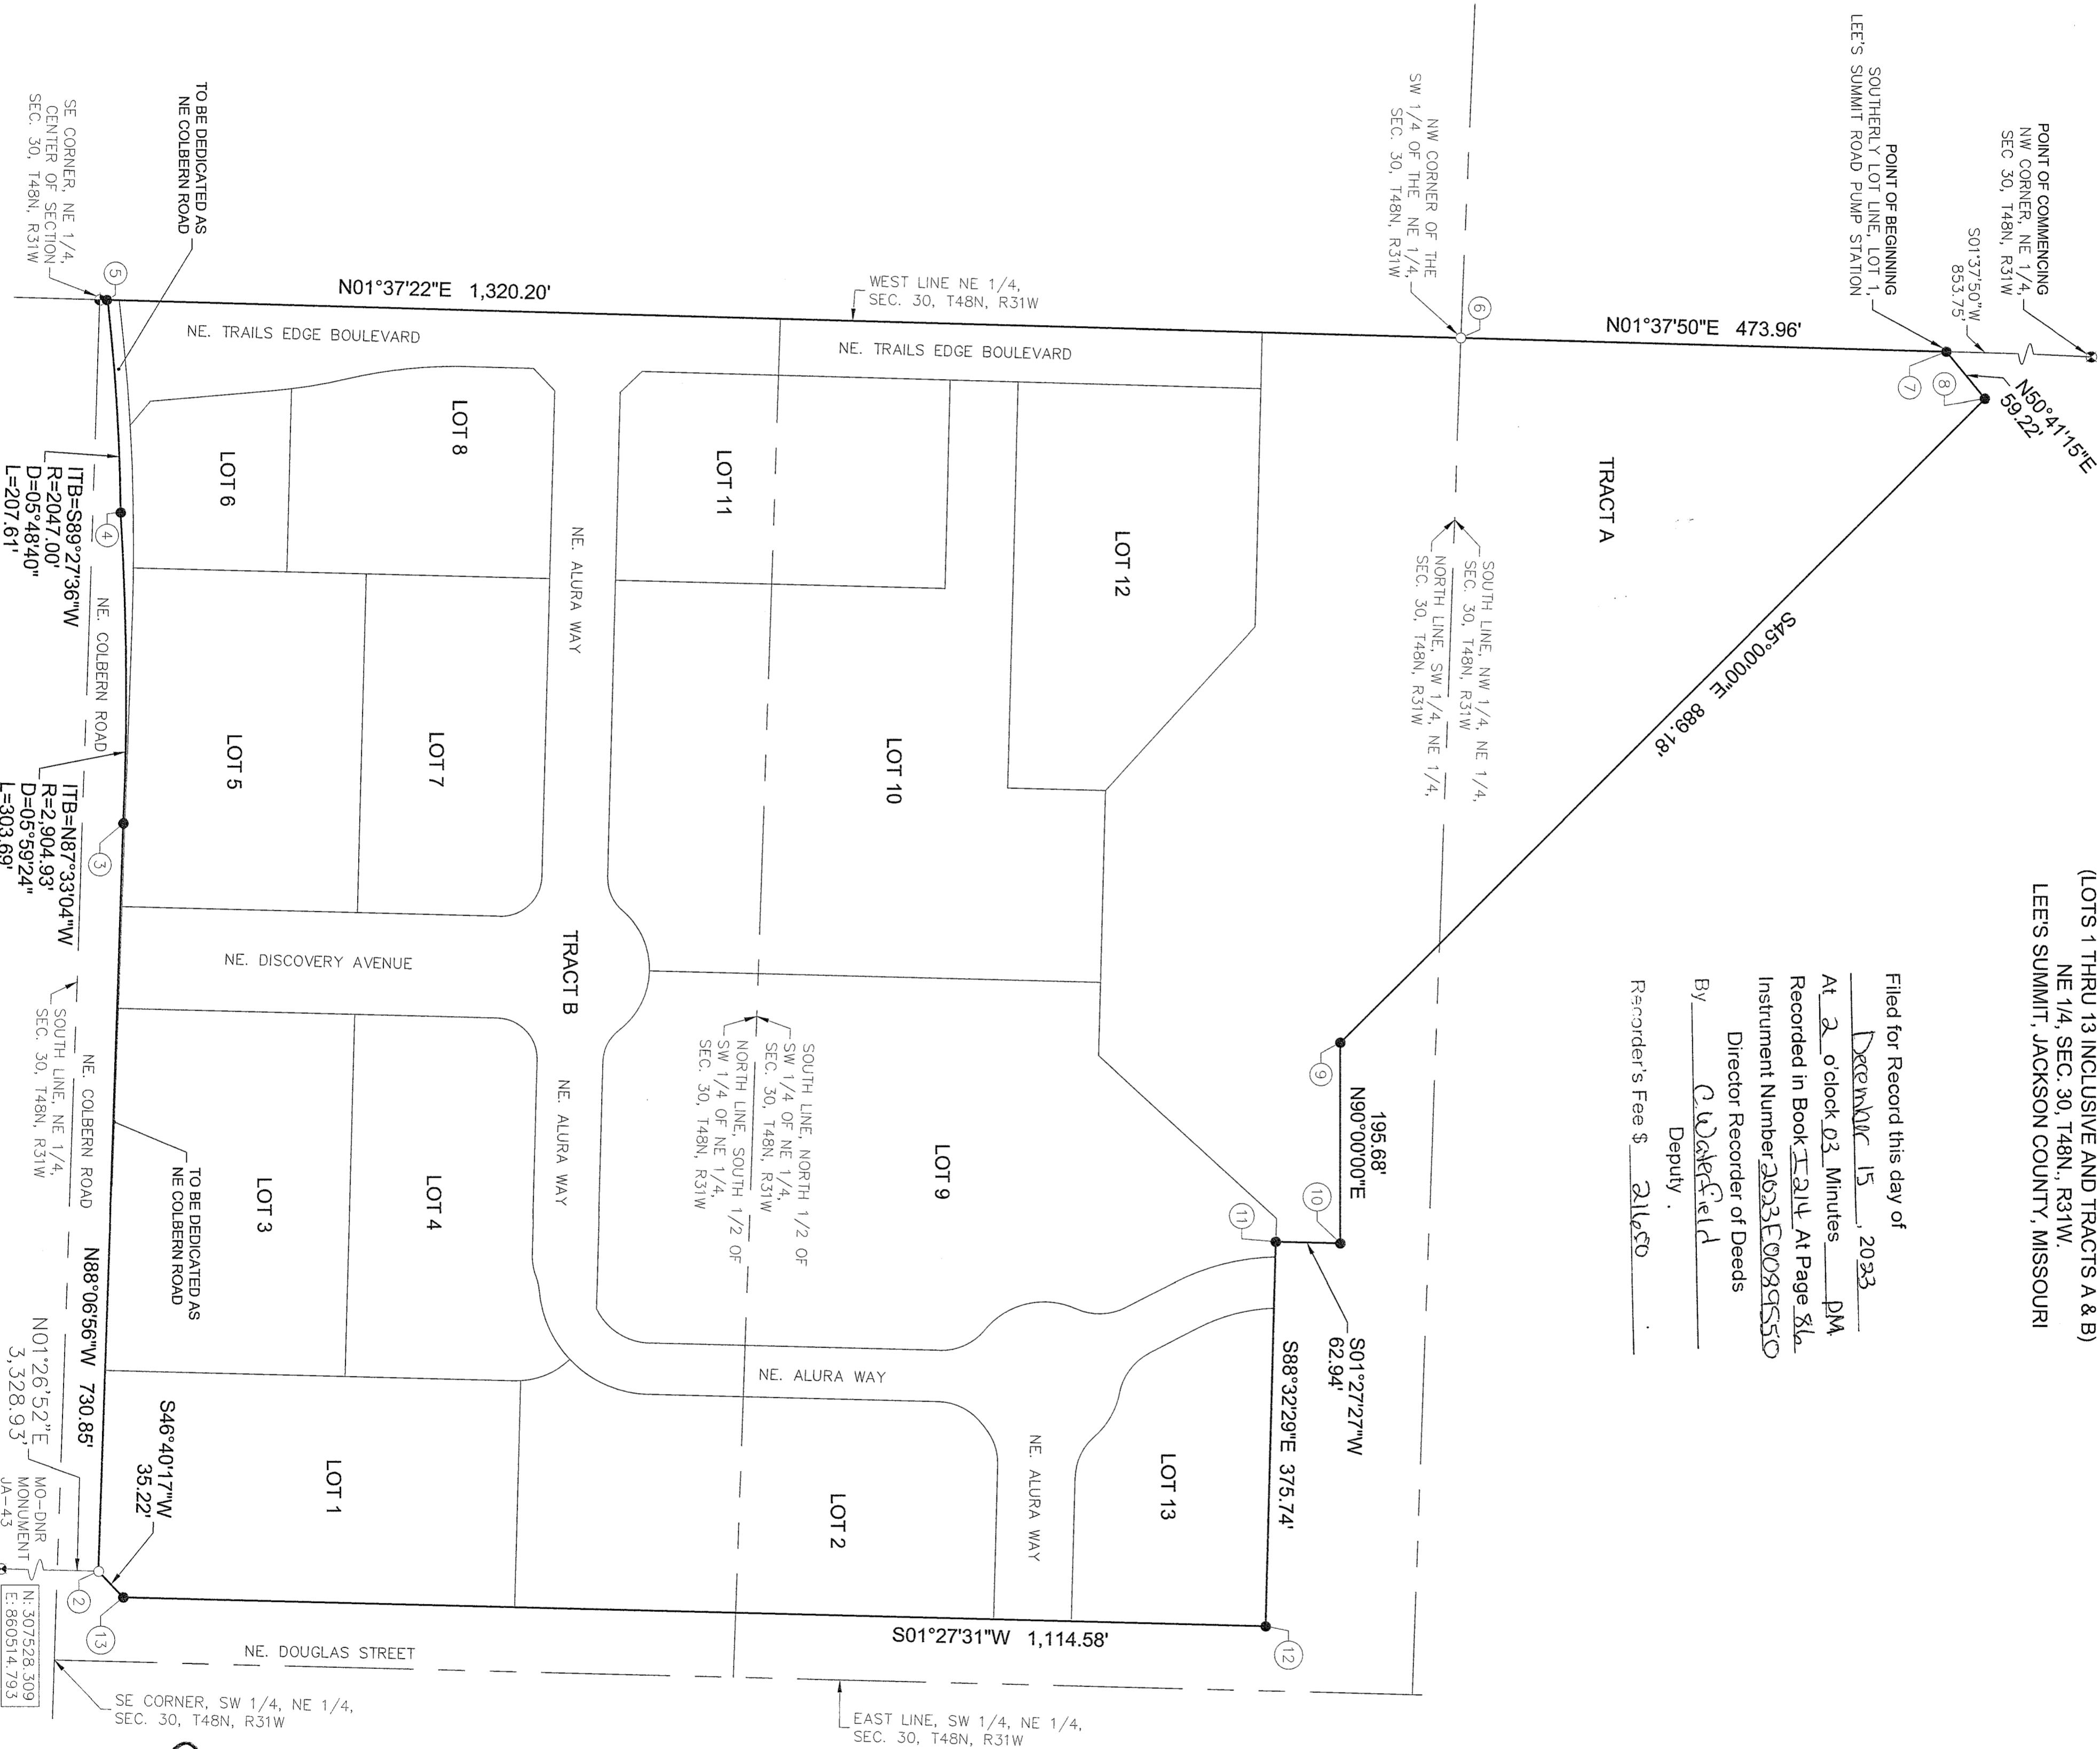 (LOTS 1 THRU 13 INCLUSIVE AND TRACTS A & B)
NE 1/4, SEC. 30, T48N, R31W.
LEE'S SUMMIT, JACKSON COUNTY, MISSOURI
Filed for Record this day of
December 15, 2023
At 2 o'clock 03 Minutes PM
Recorded in Book I214 At Page 86
Instrument Number 2023E0089550
Director Recorder of Deeds
By C Waterfield
Deputy
Recorder's Fee $
POINT OF COMMENCING
NW CORNER, NE 1/4,
SEC 30, T48N, R31W
S01°37'50"W
853.75'
POINT OF BEGINNING
SOUTHERLY LOT LINE, LOT 1,
LEE'S SUMMIT ROAD PUMP STATION
N50°41'15"E
59.22'
8
7
N01°37'50"E 473.96'
TRACT A
S45°00'00"E 889.18'
NW CORNER OF THE
SW 1/4 OF THE NE 1/4,
SEC. 30, T48N, R31W
6
SOUTH LINE, NW 1/4, NE 1/4,
SEC. 30, T48N, R31W
NORTH LINE, SW 1/4, NE 1/4,
SEC. 30, T48N, R31W
9
195.68'
N90°00'00"E
10
11
S01°27'27"W
62.94'
S88°32'29"E 375.74'
12
WEST LINE NE 1/4,
SEC. 30, T48N, R31W
NE. TRAILS EDGE BOULEVARD
LOT 12
LOT 10
LOT 9
LOT 13
NE. ALURA WAY
NE. ALURA WAY
LOT 2
LOT 11
SOUTH LINE, NORTH 1/2 OF
SW 1/4 OF NE 1/4,
SEC. 30, T48N, R31W
NORTH LINE, SOUTH 1/2 OF
SW 1/4 OF NE 1/4,
SEC. 30, T48N, R31W
S01°27'31"W 1,114.58'
EAST LINE, SW 1/4, NE 1/4,
SEC. 30, T48N, R31W
N01°37'22"E 1,320.20'
NE. TRAILS EDGE BOULEVARD
NE. ALURA WAY
TRACT B
NE. ALURA WAY
LOT 8
LOT 7
LOT 4
LOT 6
LOT 5
NE. DISCOVERY AVENUE
LOT 3
LOT 1
NE. DOUGLAS STREET
TO BE DEDICATED AS
NE COLBERN ROAD
5
SE CORNER, NE 1/4,
CENTER OF SECTION
SEC. 30, T48N, R31W
4
ITB=S89°27'36"W
R=2047.00'
D=05°48'40"
L=207.61'
NE. COLBERN ROAD
3
ITB=N87°33'04"W
R=2,904.93'
D=05°59'24"
L=303.69'
SOUTH LINE, NE 1/4,
SEC. 30, T48N, R31W
NE. COLBERN ROAD
TO BE DEDICATED AS
NE COLBERN ROAD
N88°06'56"W 730.85'
S46°40'17"W
35.22'
N01°26'52"E
3,328.93'
MO-DNR
MONUMENT
JA-43
2
13
N: 307528.309
E: 860514.793
SE CORNER, SW 1/4, NE 1/4,
SEC. 30, T48N, R31W